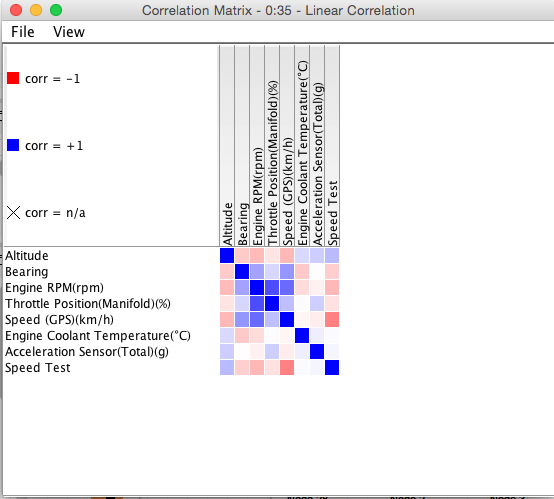 Correlation Matrix - 0:35 - Linear Correlation
File View
corr = -1
corr = +1
corr = n/a
Altitude
Bearing
Engine RPM(rpm)
Throttle Position(Manifold)(%)
Speed (GPS)(km/h)
Engine Coolant Temperature(°C)
Acceleration Sensor(Total)(g)
Speed Test
Altitude
Bearing
Engine RPM(rpm)
Throttle Position(Manifold)(%)
Speed (GPS)(km/h)
Engine Coolant Temperature(°C)
Acceleration Sensor(Total)(g)
Speed Test